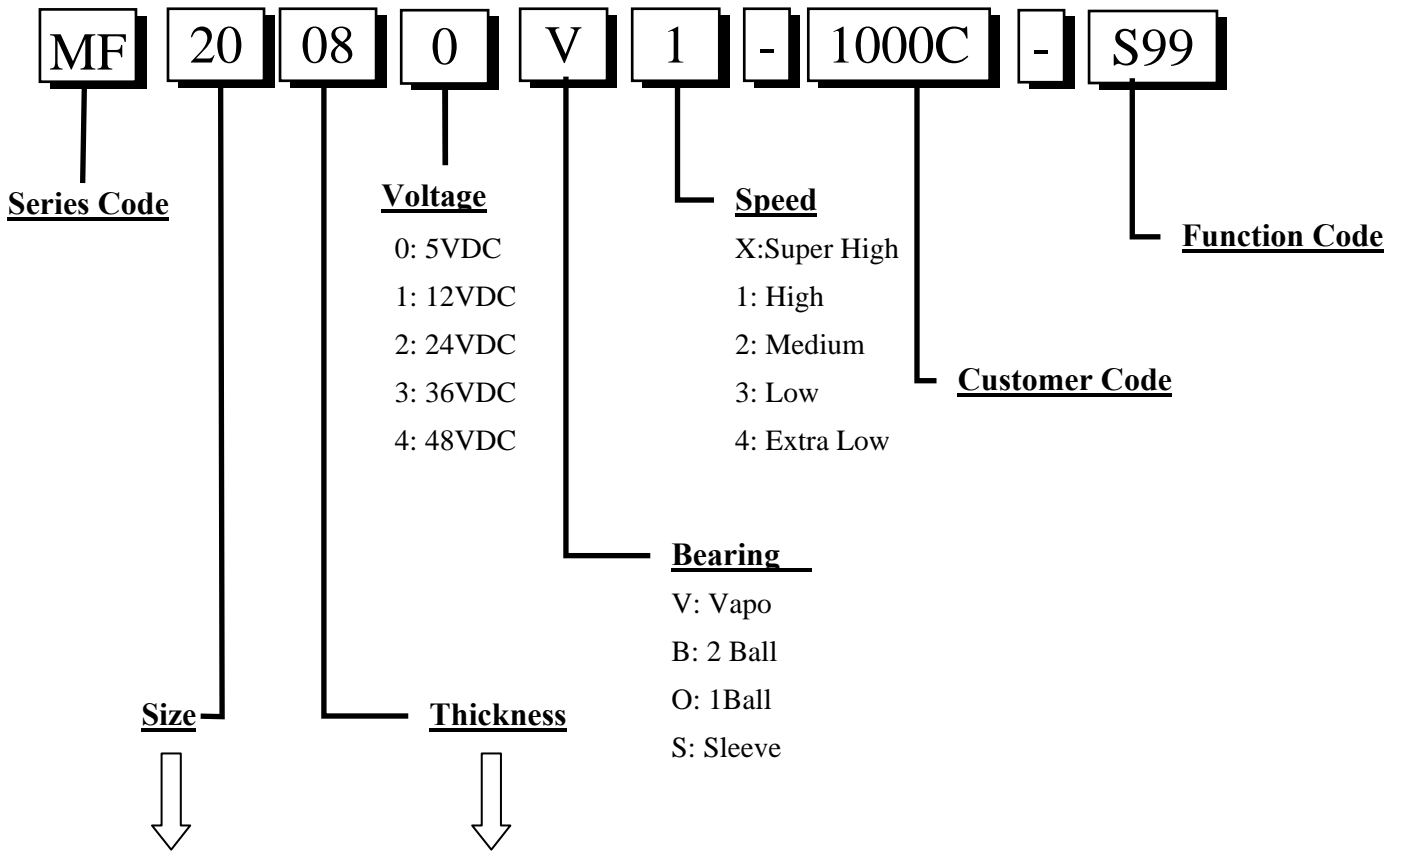 MF 20 08 0 V 1 - 1000C - S99
Series Code
Voltage
0: 5VDC
1: 12VDC
2: 24VDC
3: 36VDC
4: 48VDC
Speed
X:Super High
1: High
2: Medium
3: Low
4: Extra Low
Function Code
Customer Code
Bearing
V: Vapo
B: 2 Ball
O: 1Ball
S: Sleeve
Size
Thickness